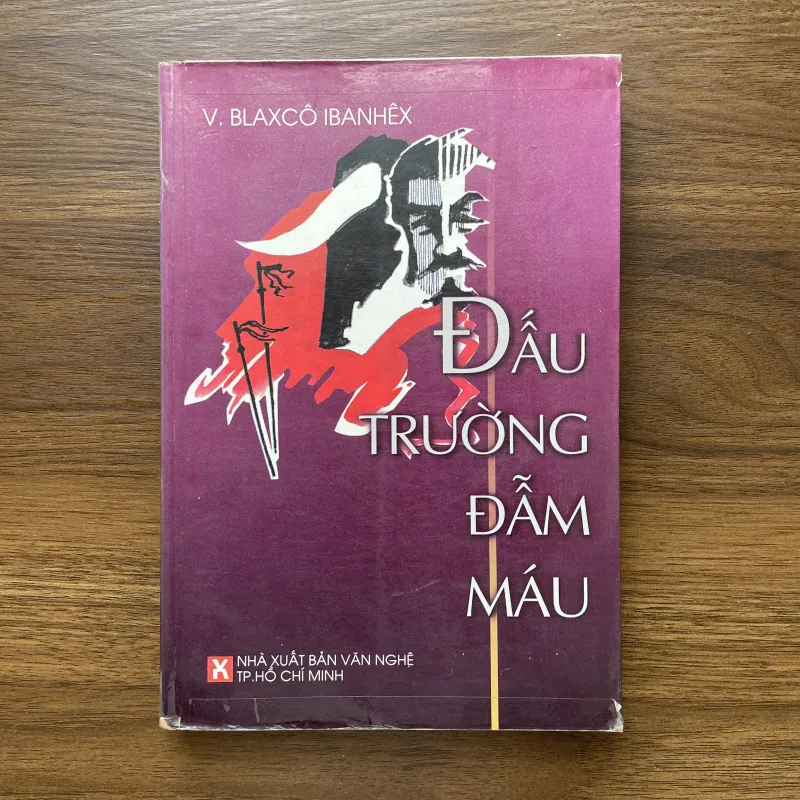 V. BLAXCÔ IBANHÊX
ĐẤU
TRƯỜNG
ĐẪM
MÁU
NHÀ XUẤT BẢN VĂN NGHỆ
TP.HỒ CHÍ MINH